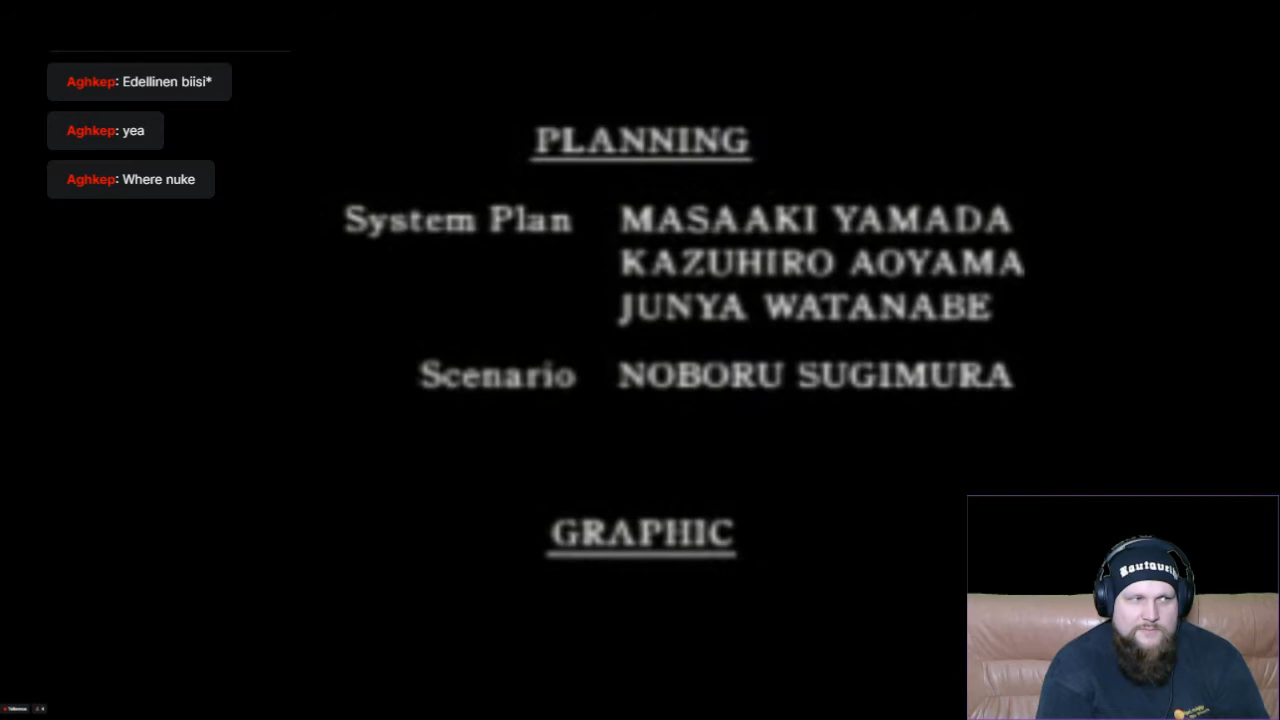 Aghkep: Edellinen biisi*
Aghkep: yea
Aghkep: Where nuke
PLANNING
System Plan MASAAKI YAMADA
KAZUHIRO AOYAMA
JUNYA WATANABE
Scenario NOBORU SUGIMURA
GRAPHIC